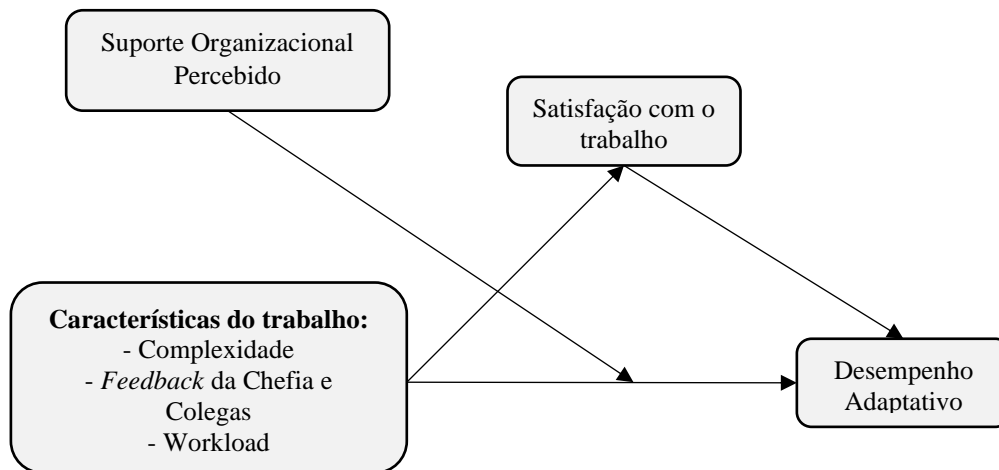 Suporte Organizacional
Percebido
Satisfação com o
trabalho
Características do trabalho:
- Complexidade
- Feedback da Chefia e
Colegas
- Workload
Desempenho
Adaptativo